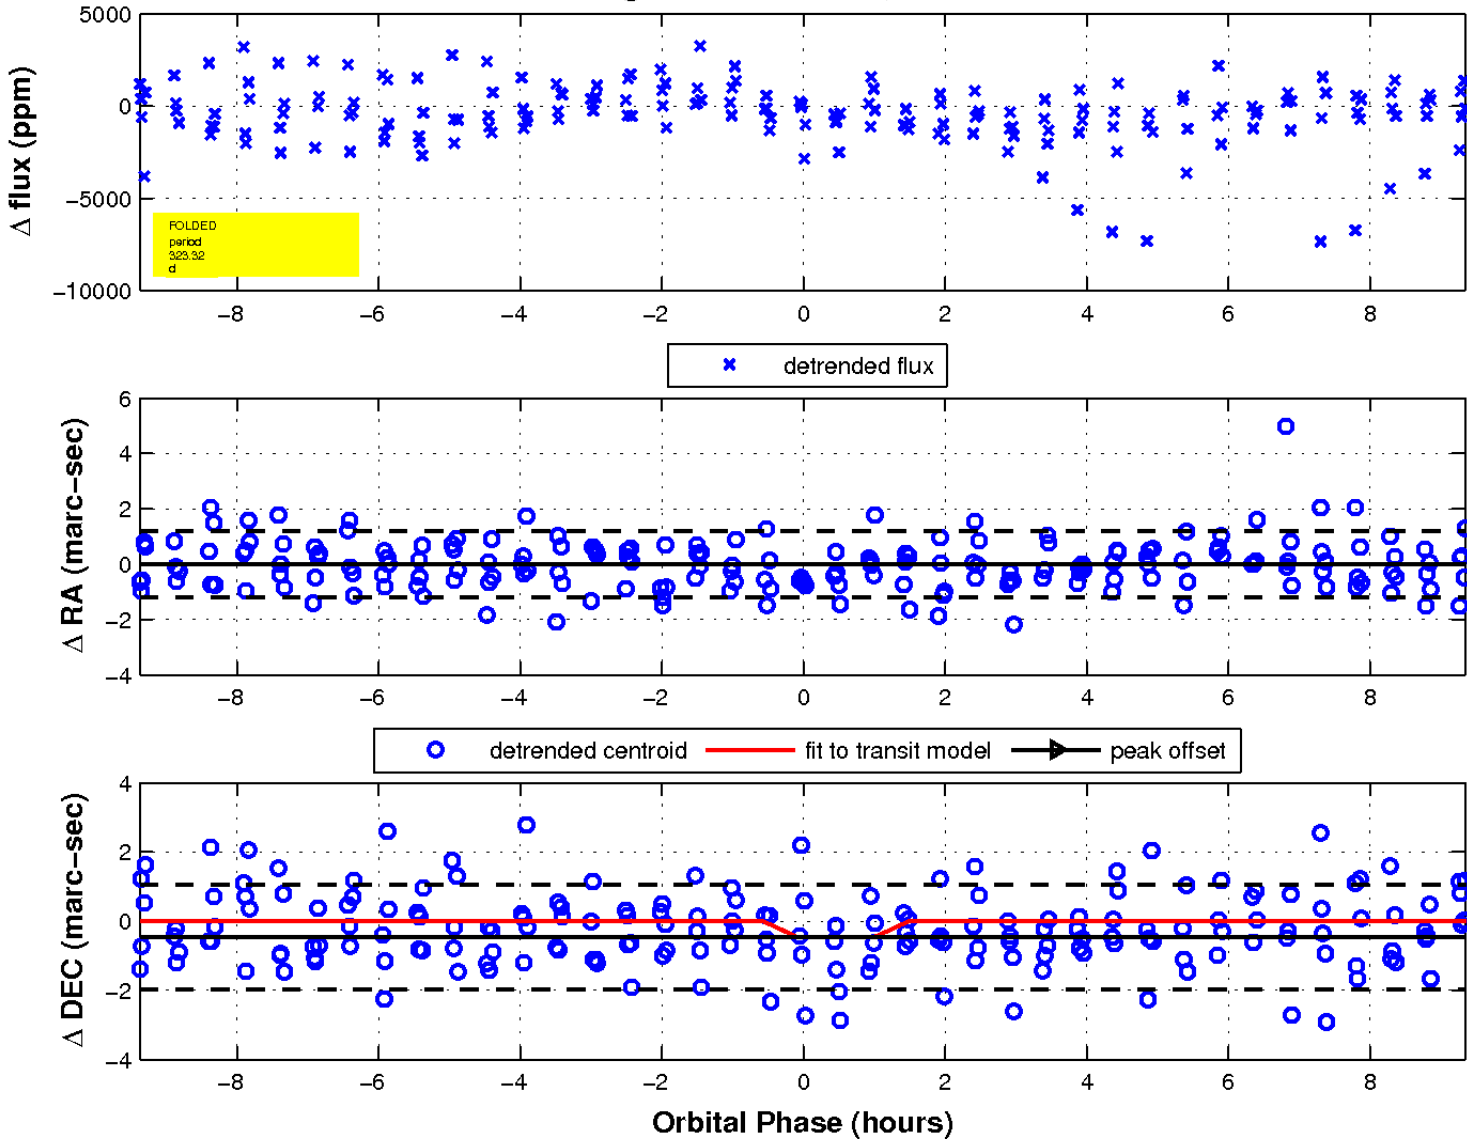 5000
0
−5000
−10000
Δ flux (ppm)
FOLDED
period
323.32
d
−8 −6 −4 −2 0 2 4 6 8
detrended flux
6
4
2
0
−2
−4
Δ RA (marc−sec)
−8 −6 −4 −2 0 2 4 6 8
detrended centroid fit to transit model peak offset
4
2
0
−2
−4
Δ DEC (marc−sec)
−8 −6 −4 −2 0 2 4 6 8
Orbital Phase (hours)